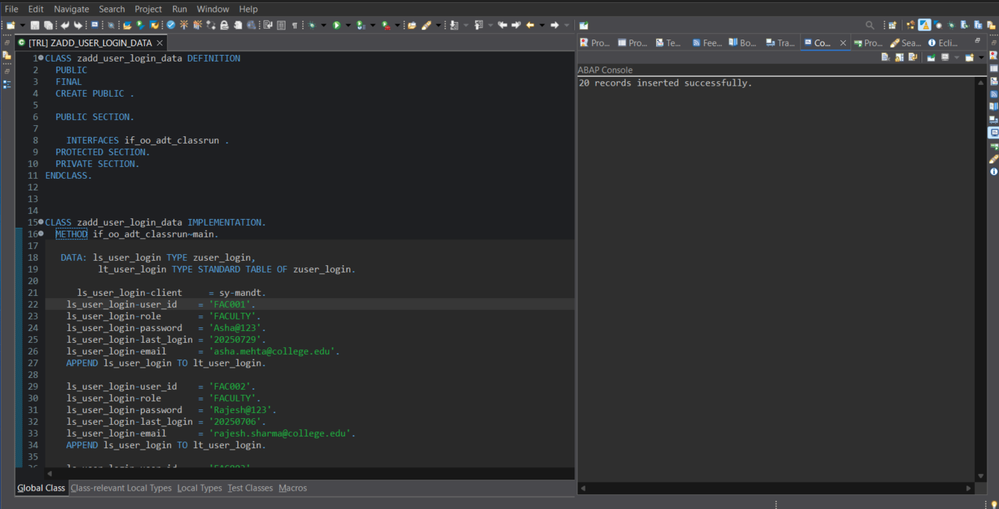 File Edit Navigate Search Project Run Window Help
[TRL] ZADD_USER_LOGIN_DATA
1 CLASS zadd_user_login_data DEFINITION
2 PUBLIC
3 FINAL
4 CREATE PUBLIC .
5
6 PUBLIC SECTION.
7
8 INTERFACES if_oo_adt_classrun .
9 PROTECTED SECTION.
10 PRIVATE SECTION.
11 ENDCLASS.
12
13
14
15 CLASS zadd_user_login_data IMPLEMENTATION.
16 METHOD if_oo_adt_classrun~main.
17
18 DATA: ls_user_login TYPE zuser_login,
19 lt_user_login TYPE STANDARD TABLE OF zuser_login.
20
21 ls_user_login-client = sy-mandt.
22 ls_user_login-user_id = 'FAC001'.
23 ls_user_login-role = 'FACULTY'.
24 ls_user_login-password = 'Asha@123'.
25 ls_user_login-last_login = '20250729'.
26 ls_user_login-email = 'asha.mehta@college.edu'.
27 APPEND ls_user_login TO lt_user_login.
28
29 ls_user_login-user_id = 'FAC002'.
30 ls_user_login-role = 'FACULTY'.
31 ls_user_login-password = 'Rajesh@123'.
32 ls_user_login-last_login = '20250706'.
33 ls_user_login-email = 'rajesh.sharma@college.edu'.
34 APPEND ls_user_login TO lt_user_login.
35
Global Class Class-relevant Local Types Local Types Test Classes Macros
Pro... Pro... Te... Fee... Bo... Tra... Co... Pro... Sea... Ecli...
ABAP Console
20 records inserted successfully.